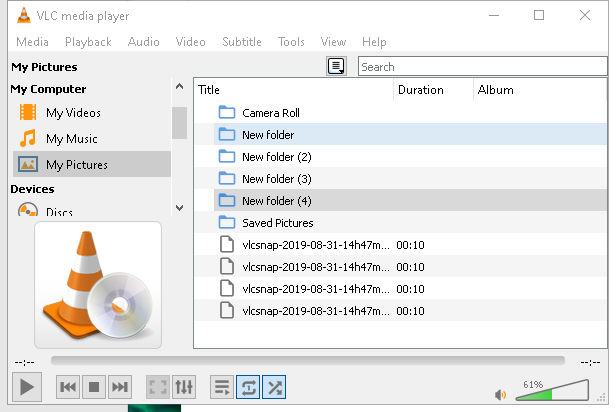 VLC media player
Media Playback Audio Video Subtitle Tools View Help
My Pictures
Search
My Computer
My Videos
My Music
My Pictures
Devices
Discs
Title Duration Album
Camera Roll
New folder
New folder (2)
New folder (3)
New folder (4)
Saved Pictures
vlcsnap-2019-08-31-14h47m... 00:10
vlcsnap-2019-08-31-14h47m... 00:10
vlcsnap-2019-08-31-14h47m... 00:10
vlcsnap-2019-08-31-14h47m... 00:10
--:-- --:--
61%